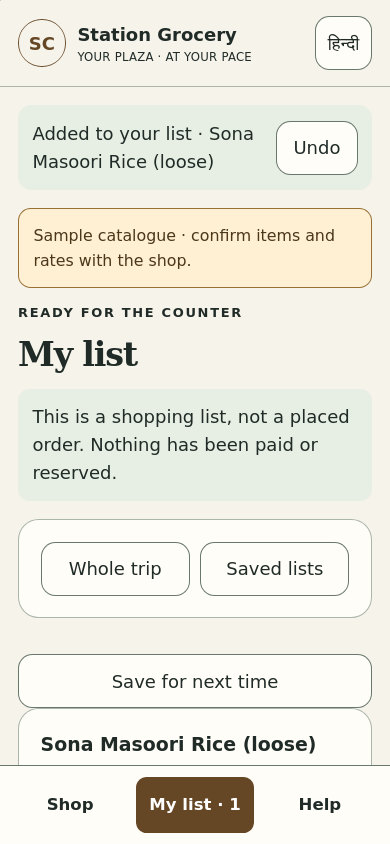 SC
Station Grocery
YOUR PLAZA · AT YOUR PACE
हिन्दी
Added to your list · Sona
Masoori Rice (loose)
Undo
Sample catalogue · confirm items and
rates with the shop.
READY FOR THE COUNTER
My list
This is a shopping list, not a placed
order. Nothing has been paid or
reserved.
Whole trip
Saved lists
Save for next time
Sona Masoori Rice (loose)
Shop
My list · 1
Help